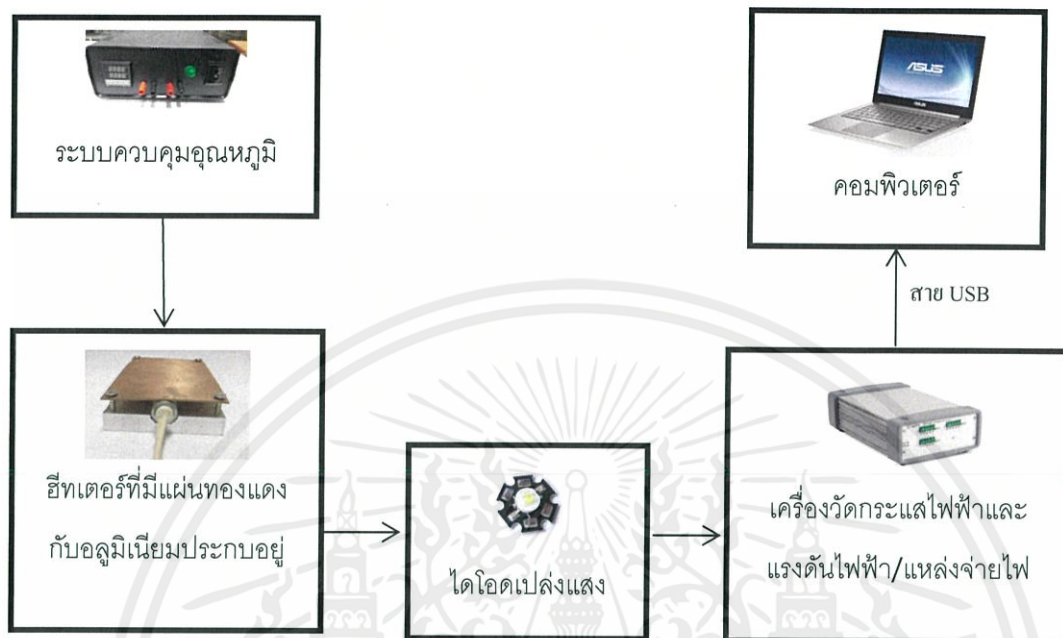 ระบบควบคุมอุณหภูมิ
ASUS
คอมพิวเตอร์
สาย USB
ฮีทเตอร์ที่มีแผ่นทองแดง
กับอลูมิเนียมประกบอยู่
ไดโอดเปล่งแสง
เครื่องวัดกระแสไฟฟ้าและ
แรงดันไฟฟ้า/แหล่งจ่ายไฟ